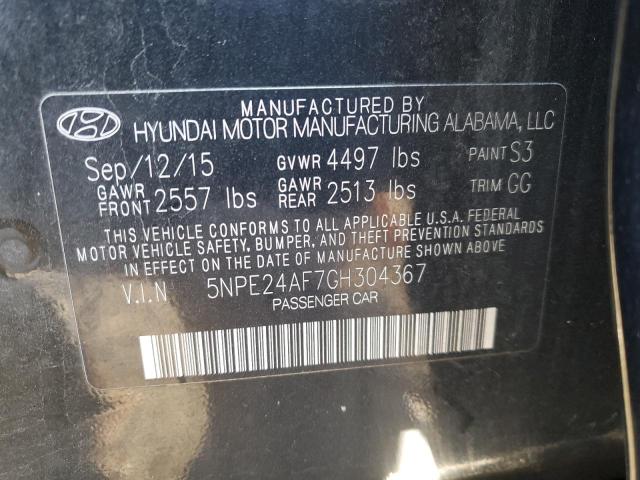 MANUFACTURED BY
HYUNDAI MOTOR MANUFACTURING ALABAMA, LLC
Sep/12/15 GVWR 4497 lbs PAINT S3
GAWR FRONT 2557 lbs GAWR REAR 2513 lbs TRIM GG
THIS VEHICLE CONFORMS TO ALL APPLICABLE U.S.A. FEDERAL
MOTOR VEHICLE SAFETY, BUMPER, AND THEFT PREVENTION STANDARDS
IN EFFECT ON THE DATE OF MANUFACTURE SHOWN ABOVE
V.I.N 5NPE24AF7GH304367
PASSENGER CAR